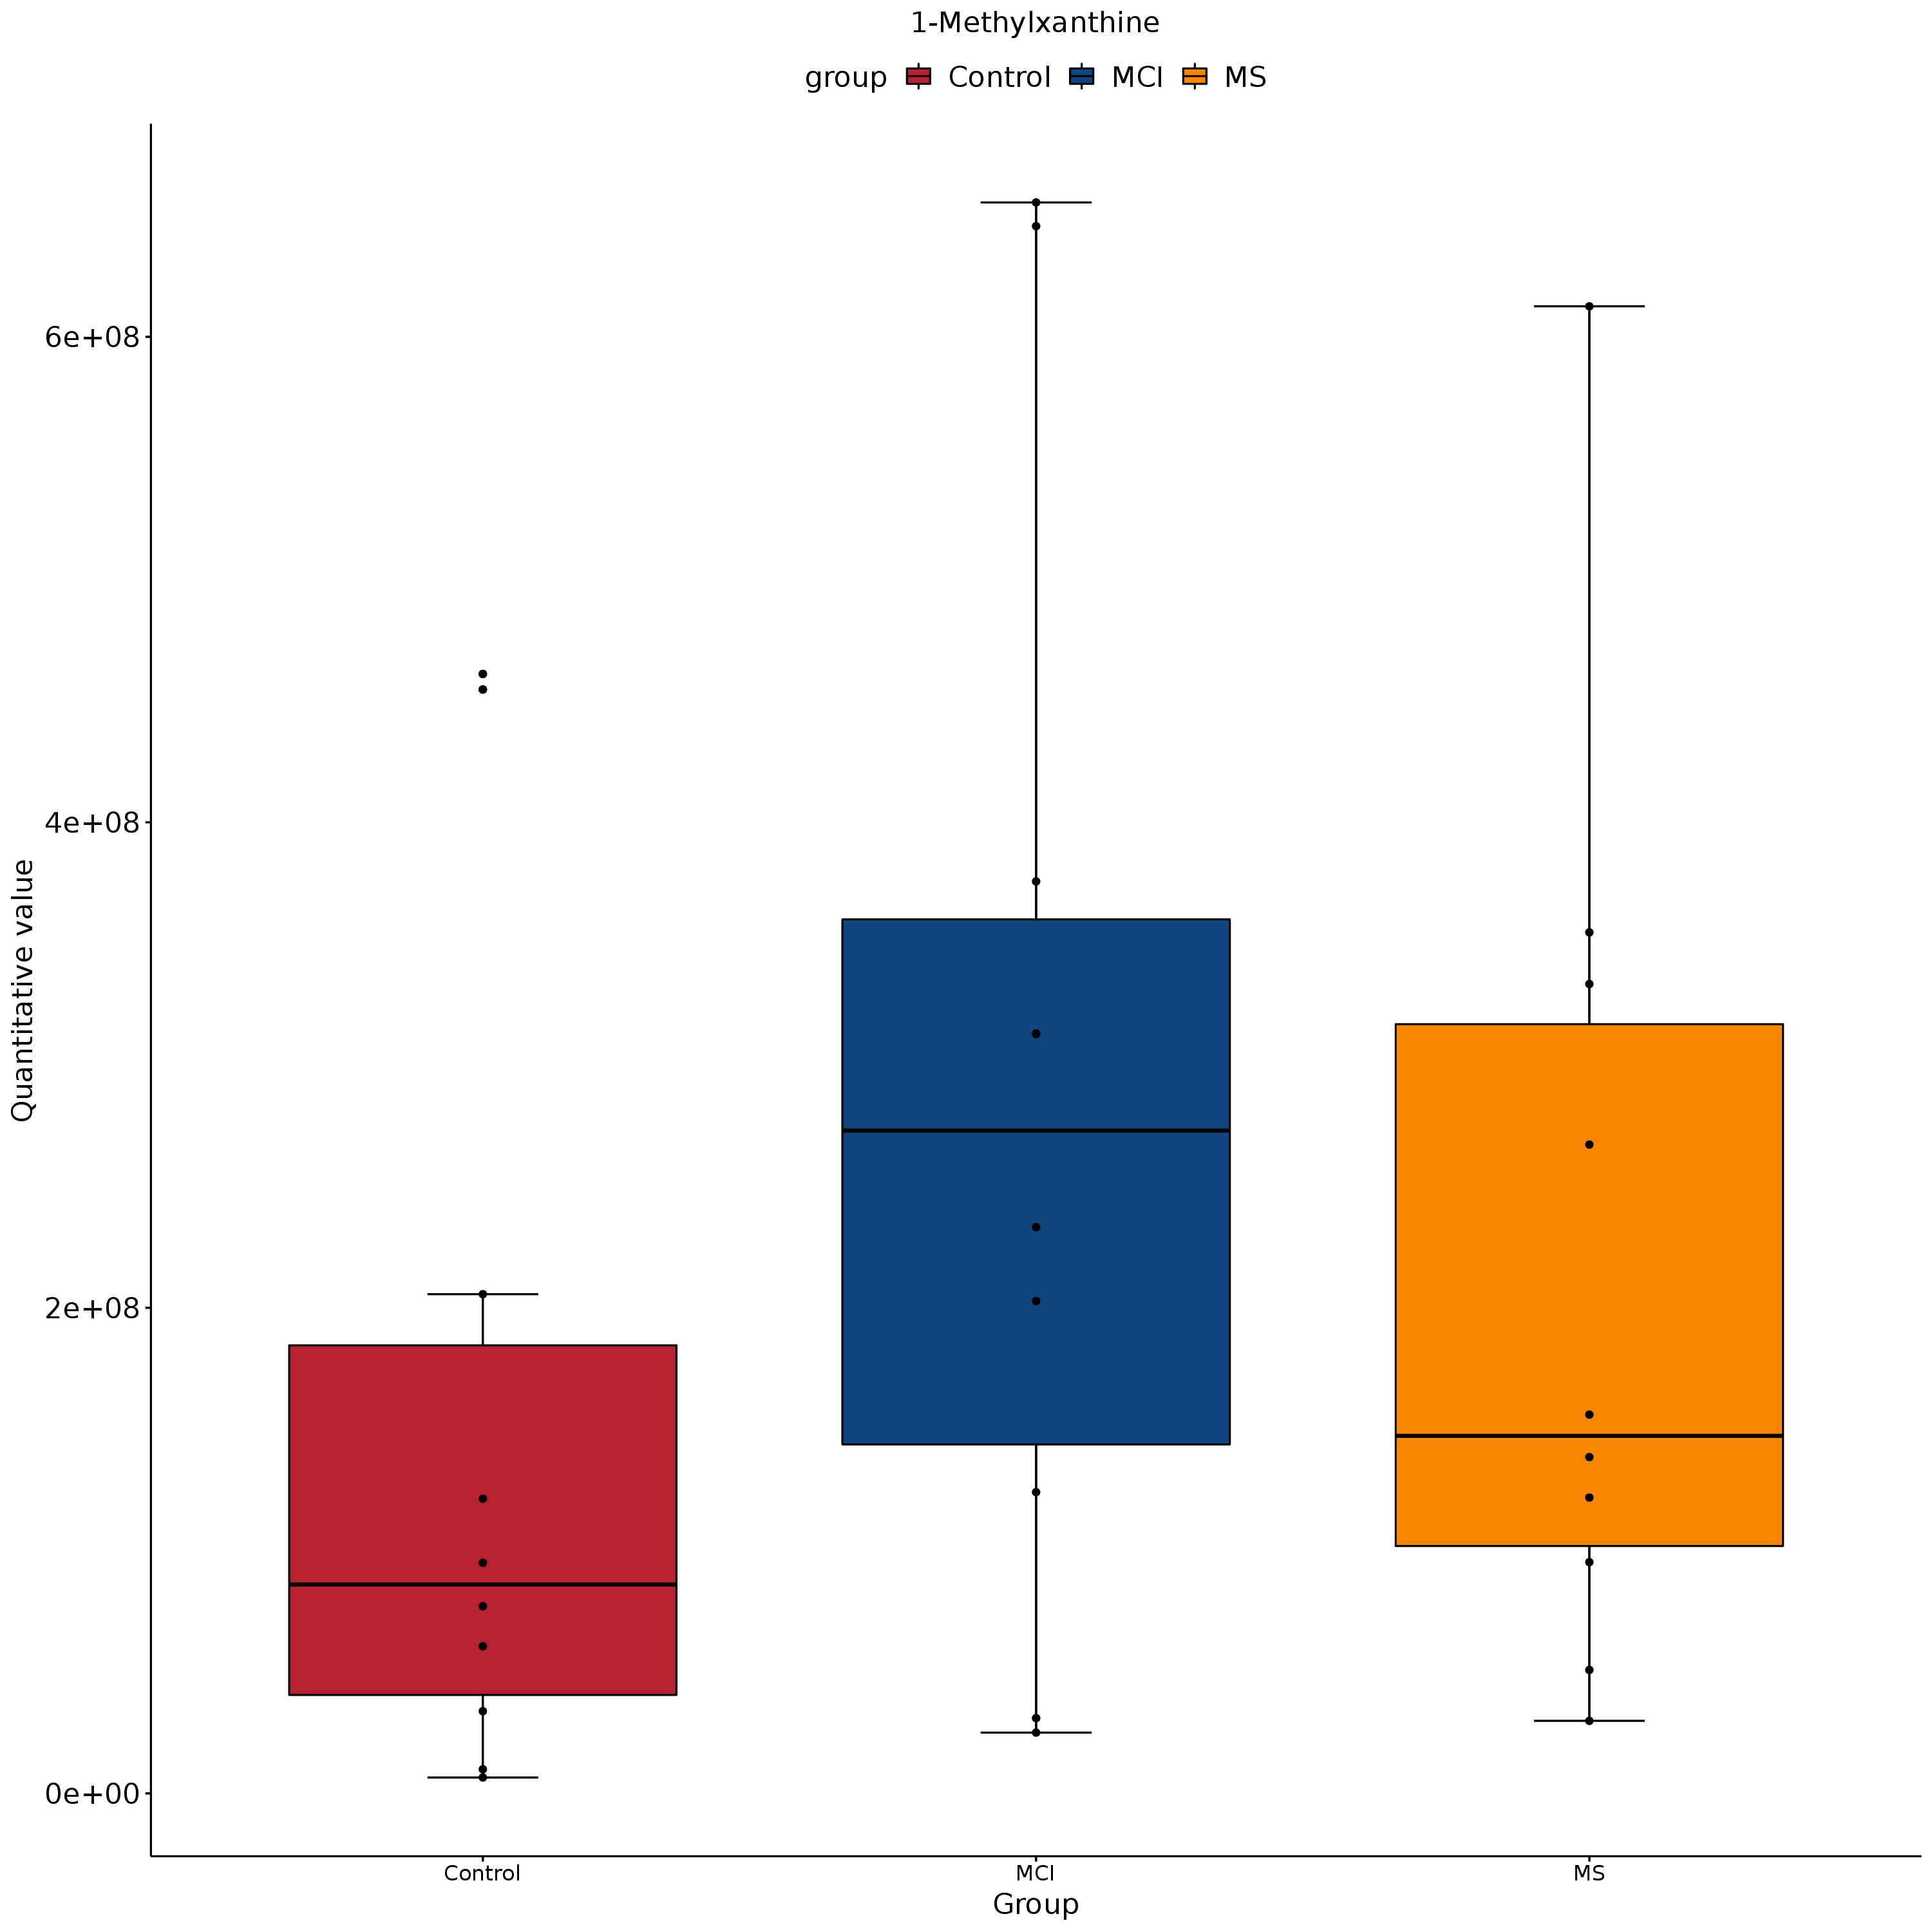 1-Methylxanthine
group Control MCI MS
6e+08
4e+08
2e+08
0e+00
Quantitative value
Control MCI MS
Group